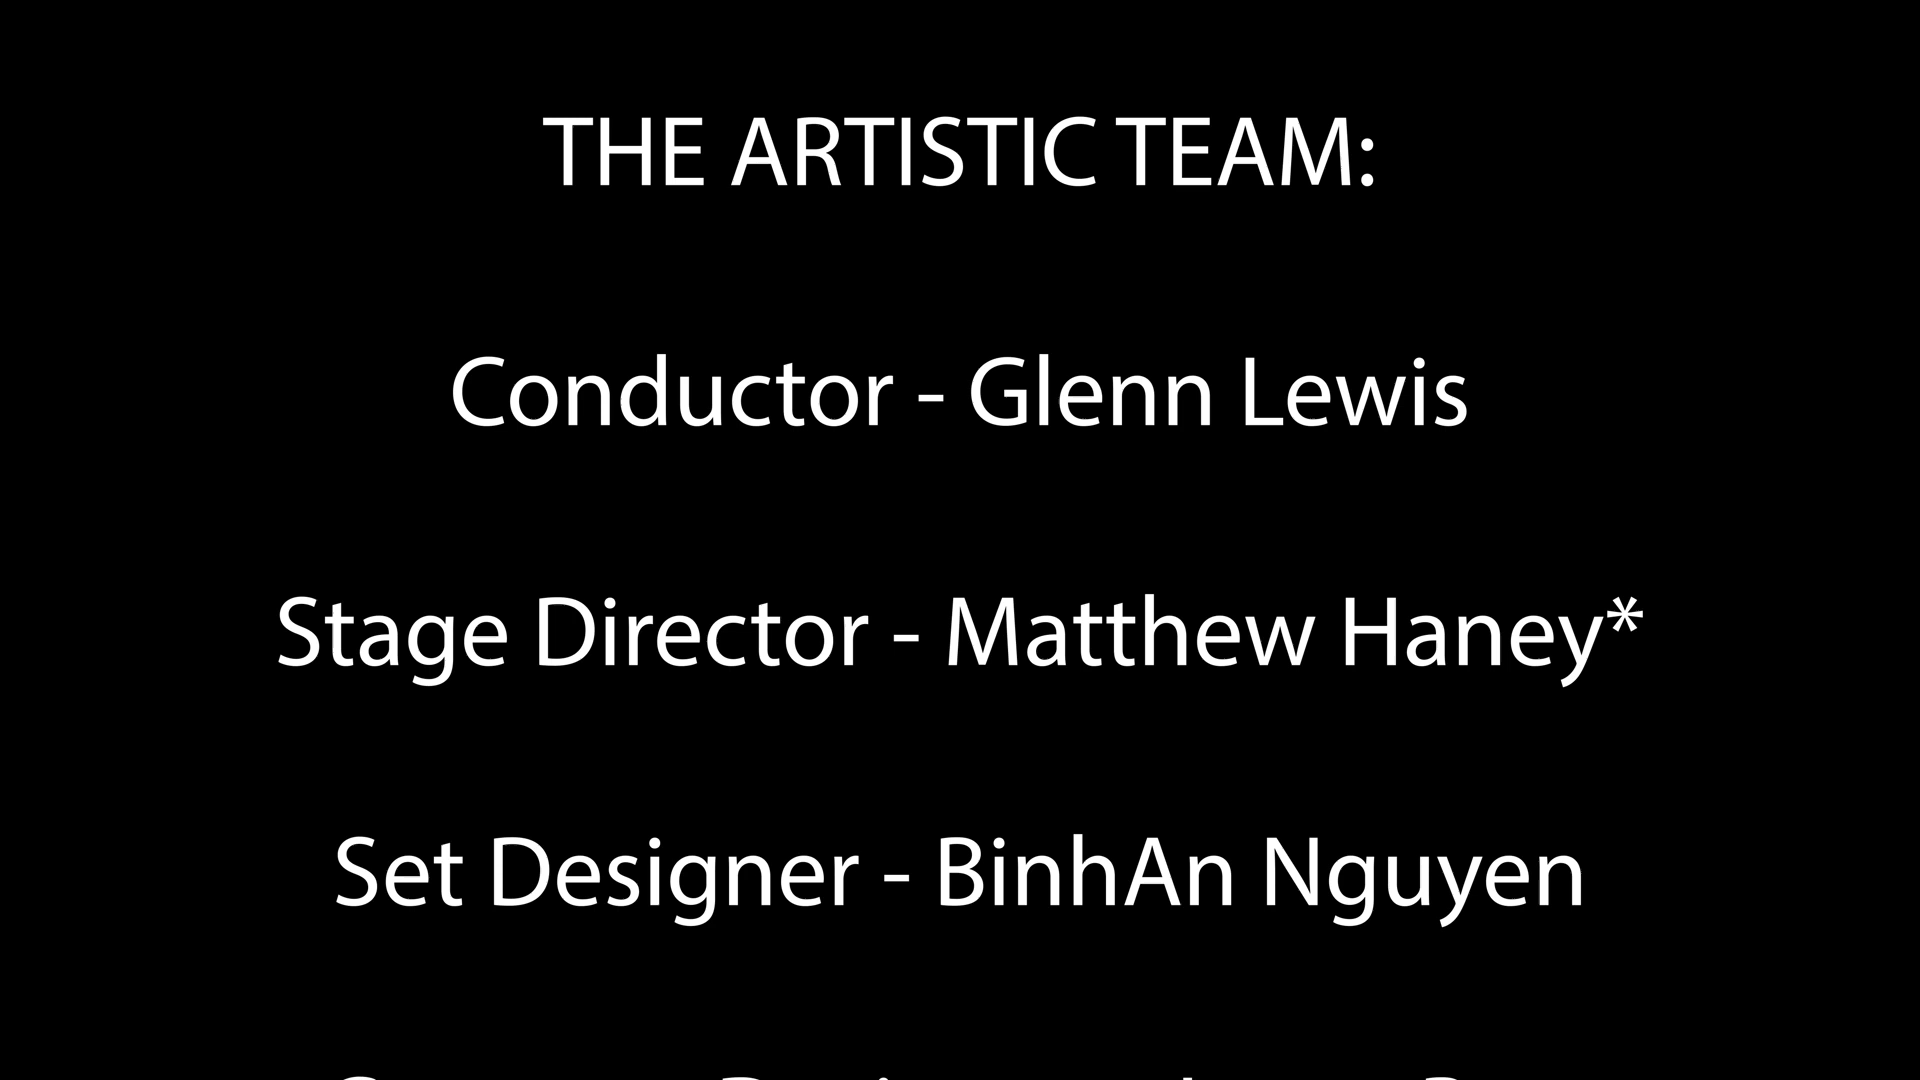 THE ARTISTIC TEAM:
Conductor - Glenn Lewis
Stage Director - Matthew Haney*
Set Designer - BinhAn Nguyen